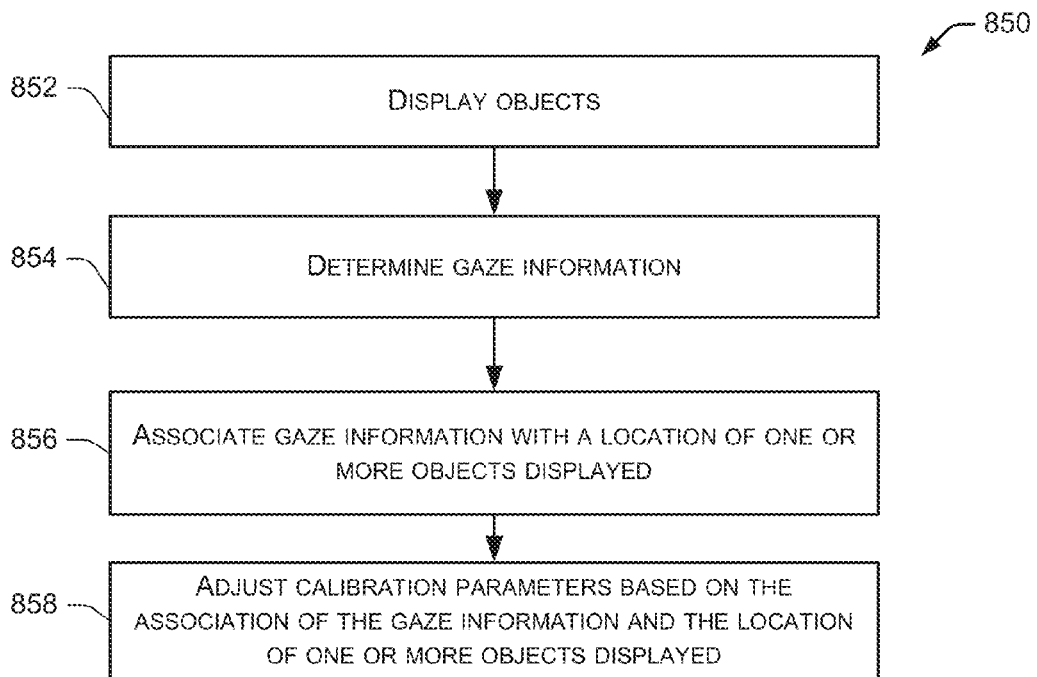 850
852
DISPLAY OBJECTS
854
DETERMINE GAZE INFORMATION
856
ASSOCIATE GAZE INFORMATION WITH A LOCATION OF ONE OR
MORE OBJECTS DISPLAYED
858
ADJUST CALIBRATION PARAMETERS BASED ON THE
ASSOCIATION OF THE GAZE INFORMATION AND THE LOCATION
OF ONE OR MORE OBJECTS DISPLAYED